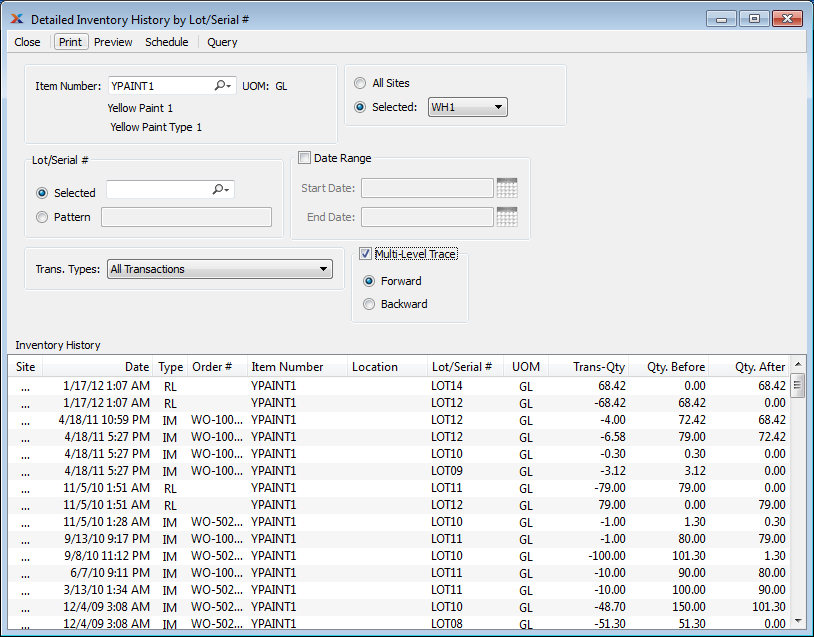 Detailed Inventory History by Lot/Serial #
Close Print Preview Schedule Query
Item Number: YPAINT1 UOM: GL
Yellow Paint 1
Yellow Paint Type 1
All Sites
Selected: WH1
Lot/Serial #
Selected
Pattern
Date Range
Start Date:
End Date:
Trans. Types: All Transactions
Multi-Level Trace
Forward
Backward
Inventory History
Site Date Type Order # Item Number Location Lot/Serial # UOM Trans-Qty Qty. Before Qty. After
... 1/17/12 1:07 AM RL YPAINT1 LOT14 GL 68.42 0.00 68.42
... 1/17/12 1:07 AM RL YPAINT1 LOT12 GL -68.42 68.42 0.00
... 4/18/11 10:59 PM IM WO-100... YPAINT1 LOT12 GL -4.00 72.42 68.42
... 4/18/11 5:27 PM IM WO-100... YPAINT1 LOT12 GL -6.58 79.00 72.42
... 4/18/11 5:27 PM IM WO-100... YPAINT1 LOT10 GL -0.30 0.30 0.00
... 4/18/11 5:27 PM IM WO-100... YPAINT1 LOT09 GL -3.12 3.12 0.00
... 11/5/10 1:51 AM RL YPAINT1 LOT11 GL -79.00 79.00 0.00
... 11/5/10 1:51 AM RL YPAINT1 LOT12 GL 79.00 0.00 79.00
... 11/5/10 1:28 AM IM WO-502... YPAINT1 LOT10 GL -1.00 1.30 0.30
... 9/13/10 9:17 PM IM WO-100... YPAINT1 LOT11 GL -1.00 80.00 79.00
... 9/8/10 11:12 PM IM WO-502... YPAINT1 LOT10 GL -100.00 101.30 1.30
... 6/7/10 9:11 PM IM WO-100... YPAINT1 LOT11 GL -10.00 90.00 80.00
... 3/13/10 1:34 AM IM WO-502... YPAINT1 LOT11 GL -10.00 100.00 90.00
... 12/4/09 3:08 AM IM WO-502... YPAINT1 LOT10 GL -48.70 150.00 101.30
... 12/4/09 3:08 AM IM WO-502... YPAINT1 LOT08 GL -51.30 51.30 0.00